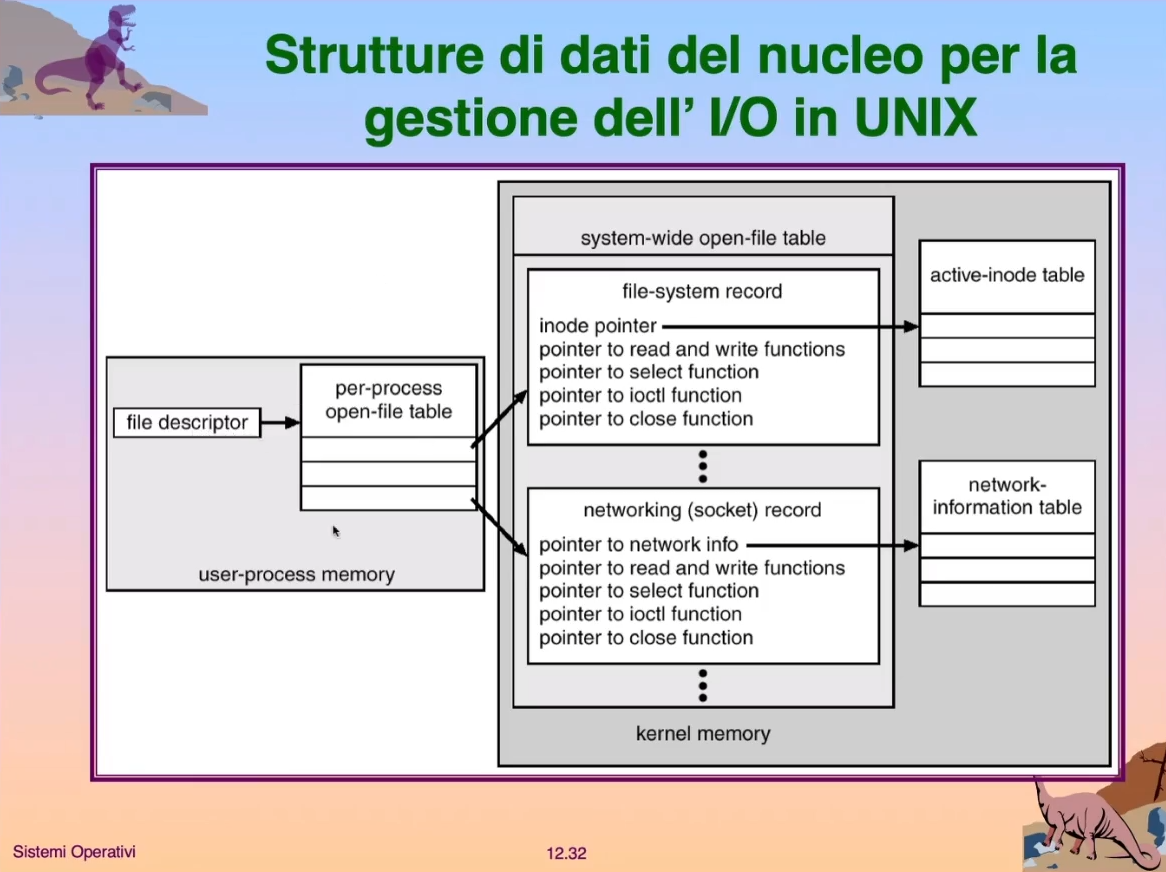 Strutture di dati del nucleo per la
gestione dell’ I/O in UNIX
system-wide open-file table
file-system record
inode pointer
pointer to read and write functions
pointer to select function
pointer to ioctl function
pointer to close function
active-inode table
file descriptor
per-process
open-file table
user-process memory
networking (socket) record
pointer to network info
pointer to read and write functions
pointer to select function
pointer to ioctl function
pointer to close function
network-
information table
kernel memory
Sistemi Operativi
12.32